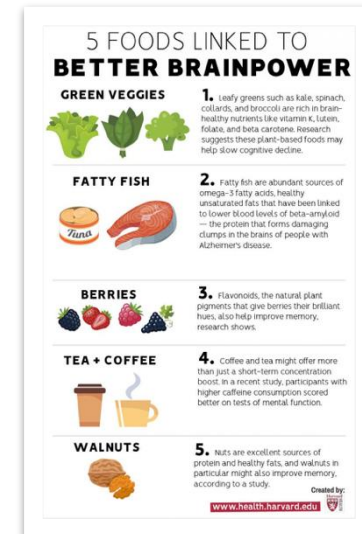 5 FOODS LINKED TO
BETTER BRAINPOWER
GREEN VEGGIES
1. Leafy greens such as kale, spinach,
collards, and broccoli are rich in brain-
healthy nutrients like vitamin K, lutein,
folate, and beta carotene. Research
suggests these plant-based foods may
help slow cognitive decline.
FATTY FISH
Tuna
2. Fatty fish are abundant sources of
omega-3 fatty acids, healthy
unsaturated fats that have been linked
to lower blood levels of beta-amyloid
— the protein that forms damaging
clumps in the brains of people with
Alzheimer's disease.
BERRIES
3. Flavonoids, the natural plant
pigments that give berries their brilliant
hues, also help improve memory,
research shows.
TEA + COFFEE
4. Coffee and tea might offer more
than just a short-term concentration
boost. In a recent study, participants with
higher caffeine consumption scored
better on tests of mental function.
WALNUTS
5. Nuts are excellent sources of
protein and healthy fats, and walnuts in
particular might also improve memory,
according to a study.
Created by:
www.health.harvard.edu